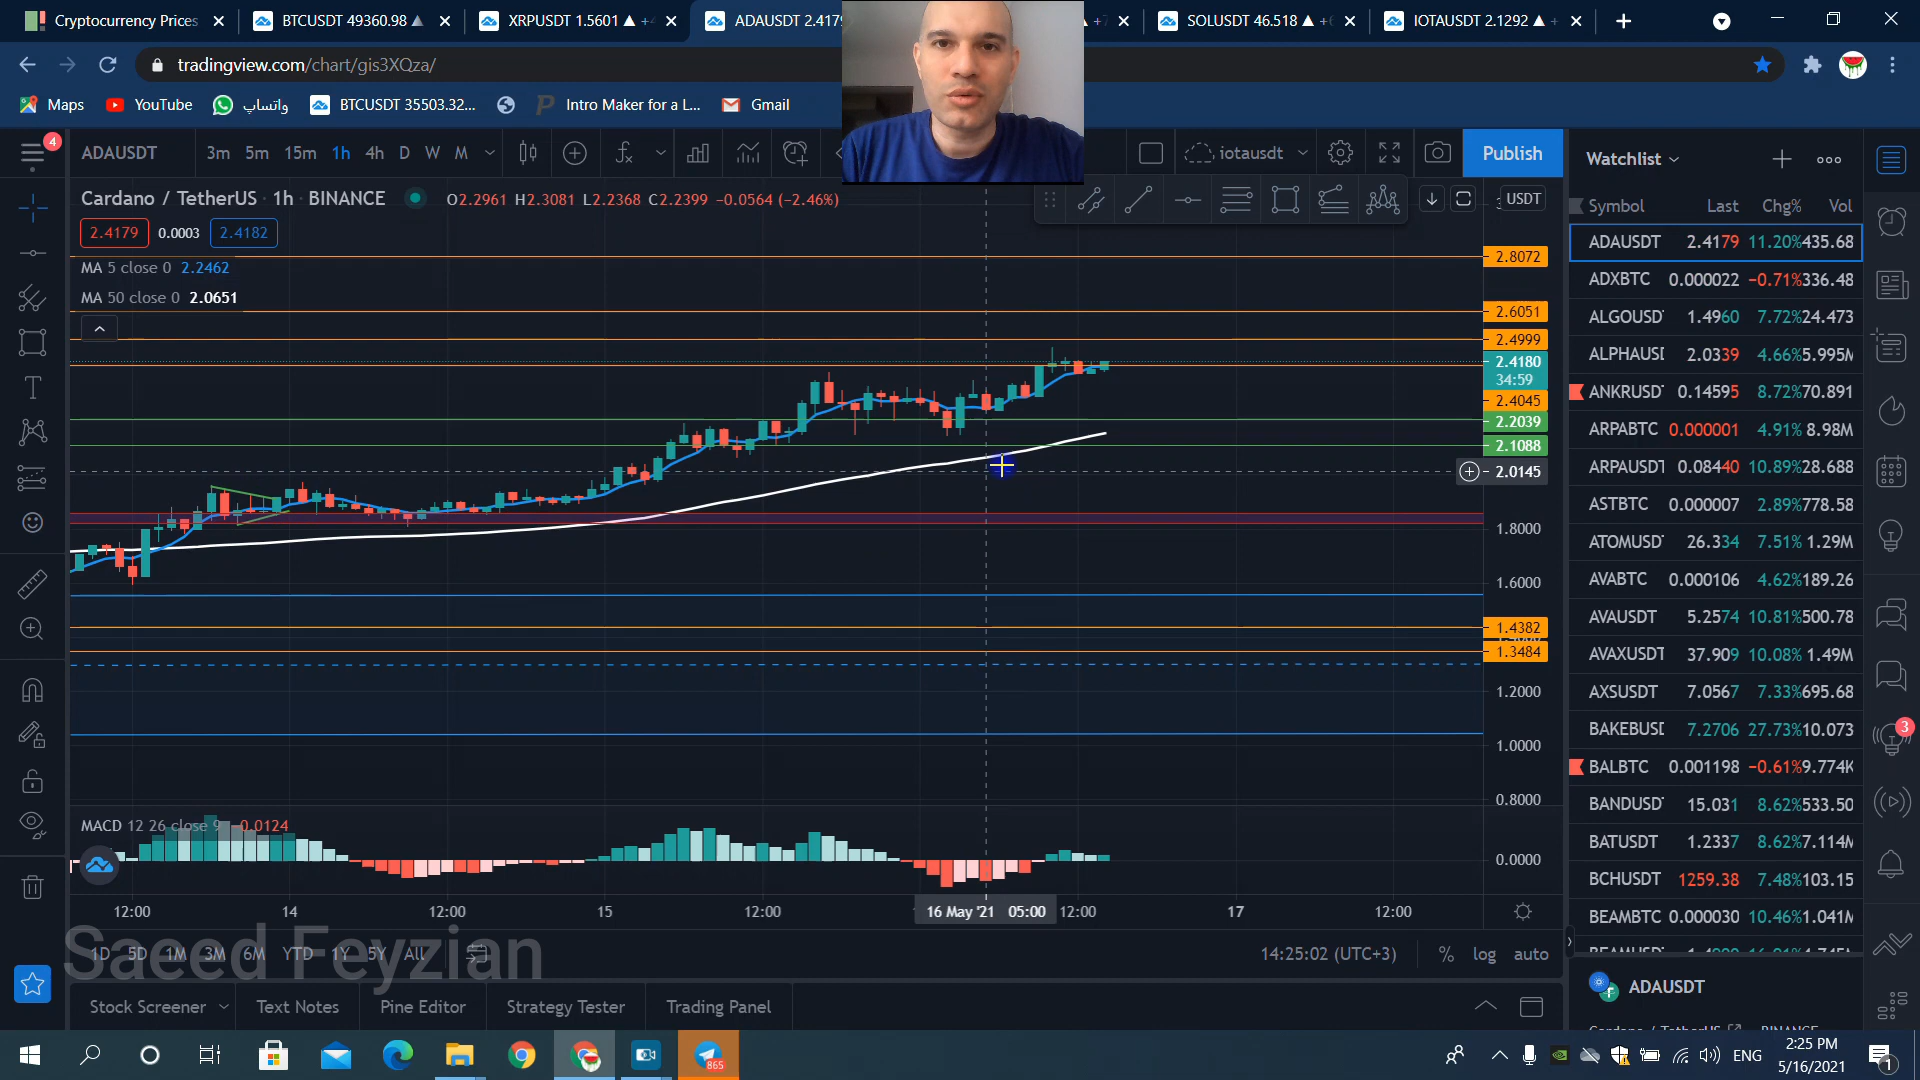 Cryptocurrency Prices
BTCUSDT 49360.98 ▲
XRPUSDT 1.5601 ▲ +
ADAUSDT 2.4179
SOLUSDT 46.518 ▲ +
IOTAUSDT 2.1292 ▲ +
tradingview.com/chart/gis3XQza/
Maps YouTube واتساپ BTCUSDT 35503.32... Intro Maker for a L... Gmail
4
ADAUSDT 3m 5m 15m 1h 4h D W M
iotausdt
Publish
Cardano / TetherUS · 1h · BINANCE O2.2961 H2.3081 L2.2368 C2.2399 −0.0564 (−2.46%)
2.4179 0.0003 2.4182
MA 5 close 0 2.2462
MA 50 close 0 2.0651
USDT
2.8072
2.6051
2.4999
2.4180
34:59
2.4045
2.2039
2.1088
2.0145
1.8000
1.6000
1.4382
1.3484
1.2000
1.0000
0.8000
MACD 12 26 close 9 −0.0124
0.0000
12:00 14 12:00 15 12:00 16 May '21 05:00 12:00 17 12:00
Saeed Feyzian
1D 5D 1M 3M 6M YTD 1Y 5Y All
14:25:02 (UTC+3) % log auto
Stock Screener Text Notes Pine Editor Strategy Tester Trading Panel
Watchlist
Symbol Last Chg% Vol
ADAUSDT 2.4179 11.20% 435.68
ADXBTC 0.000022 −0.71% 336.48
ALGOUSD 1.4960 7.72% 24.473
ALPHAUSI 2.0339 4.66% 5.995M
ANKRUSD 0.14595 8.72% 70.891
ARPABTC 0.000001 4.91% 8.98M
ARPAUSD 0.08440 10.89% 28.688
ASTBTC 0.000007 2.89% 778.58
ATOMUSD 26.334 7.51% 1.29M
AVABTC 0.000106 4.62% 189.26
AVAUSDT 5.2574 10.81% 500.78
AVAXUSDT 37.909 10.08% 1.49M
AXSUSDT 7.0567 7.33% 695.68
BAKEBUSD 7.2706 27.73% 10.073
BALBTC 0.001198 −0.61% 9.774K
BANDUSD 15.031 8.62% 533.50
BATUSDT 1.2337 8.62% 7.114M
BCHUSDT 1259.38 7.48% 103.15
BEAMBTC 0.000030 10.46% 1.041M
ADAUSDT
3
865
ENG
2:25 PM
5/16/2021
1